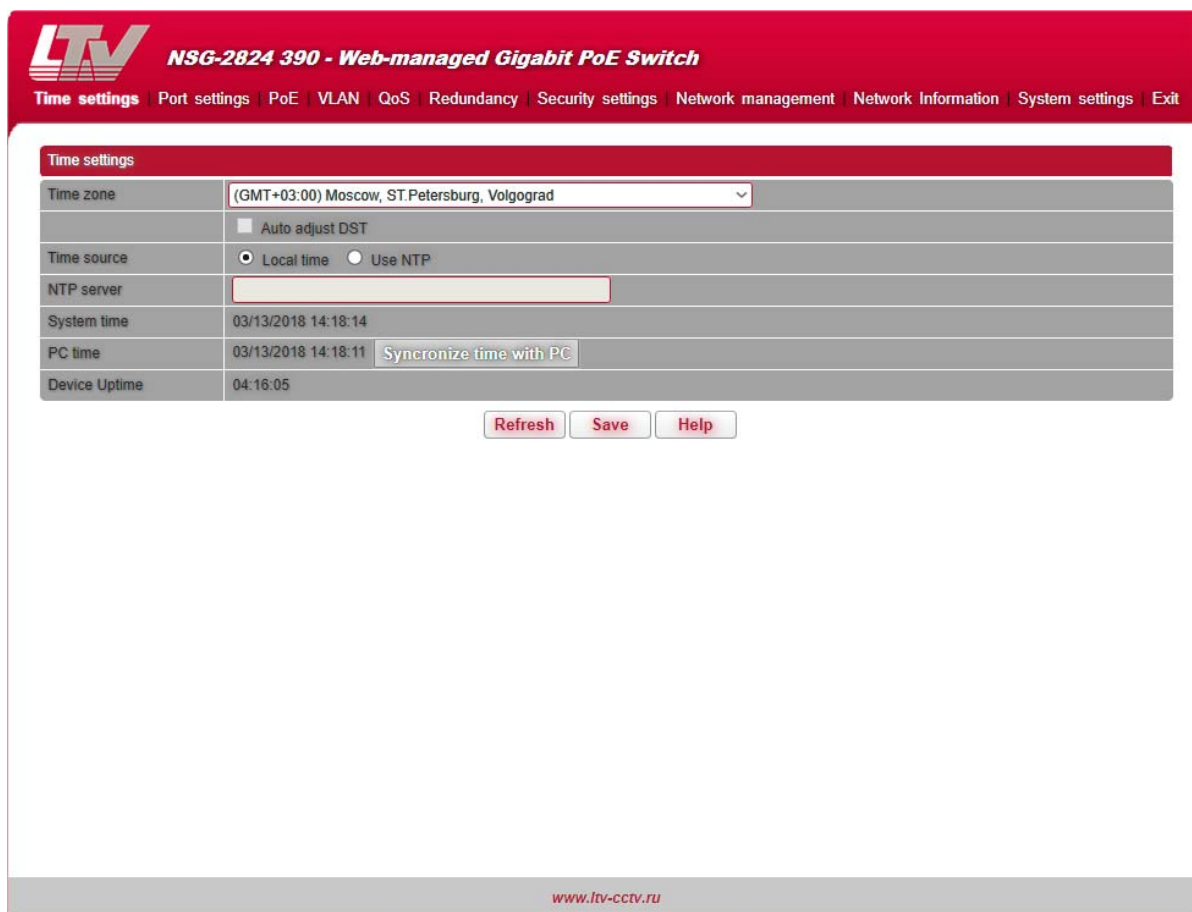 LTV
NSG-2824 390 - Web-managed Gigabit PoE Switch
Time settings Port settings PoE VLAN QoS Redundancy Security settings Network management Network Information System settings Exit
Time settings
Time zone (GMT+03:00) Moscow, ST.Petersburg, Volgograd
Auto adjust DST
Time source Local time Use NTP
NTP server
System time 03/13/2018 14:18:14
PC time 03/13/2018 14:18:11 Syncronize time with PC
Device Uptime 04:16:05
Refresh Save Help
www.ltv-cctv.ru